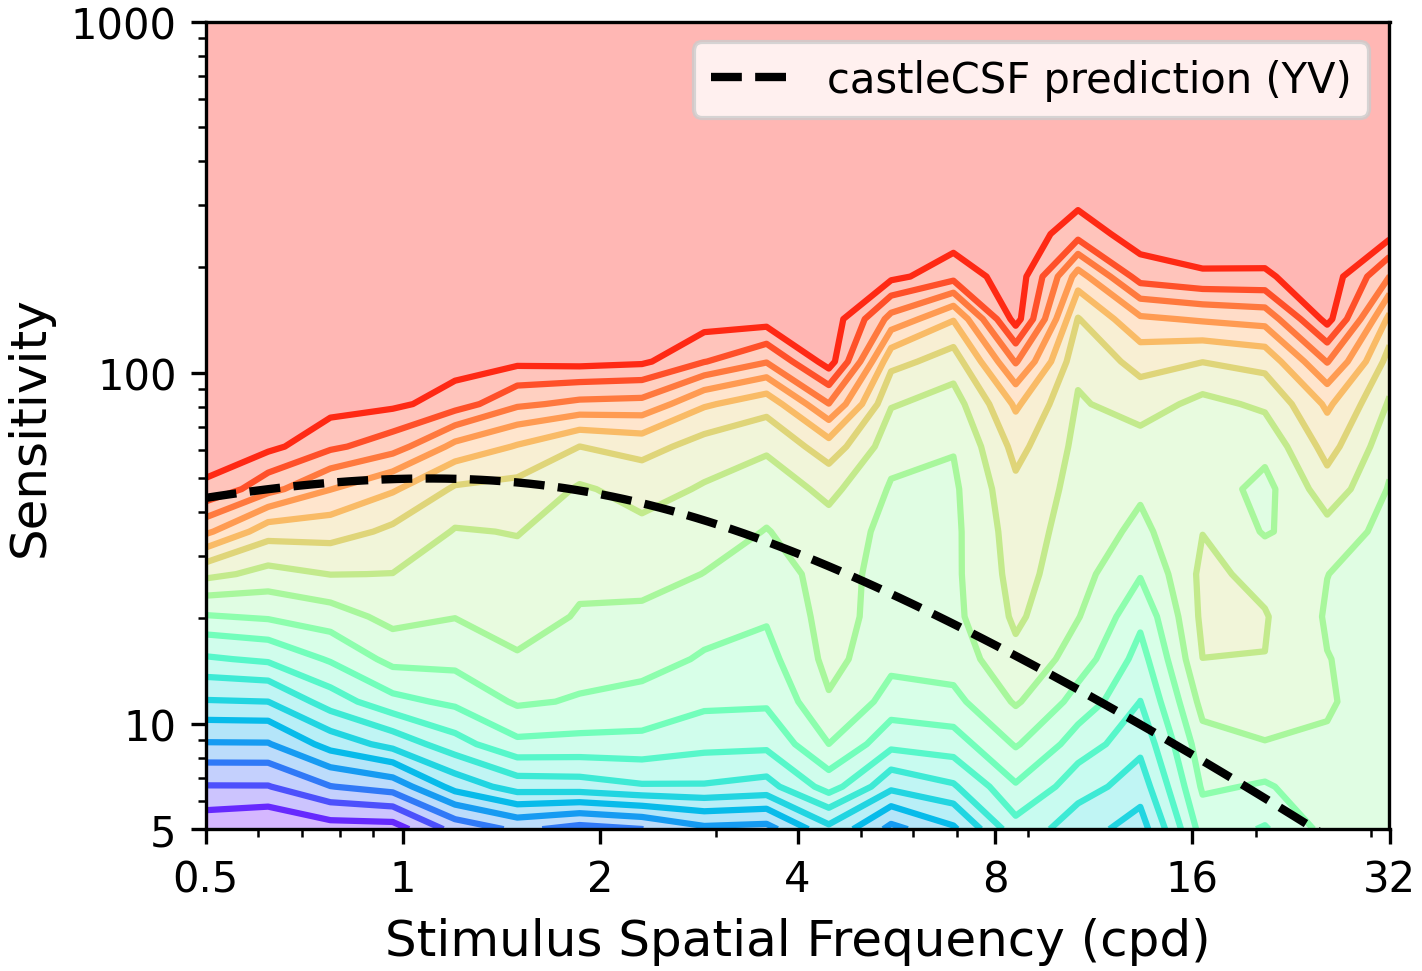 1000
100
10
5
Sensitivity
castleCSF prediction (YV)
0.5 1 2 4 8 16 32
Stimulus Spatial Frequency (cpd)